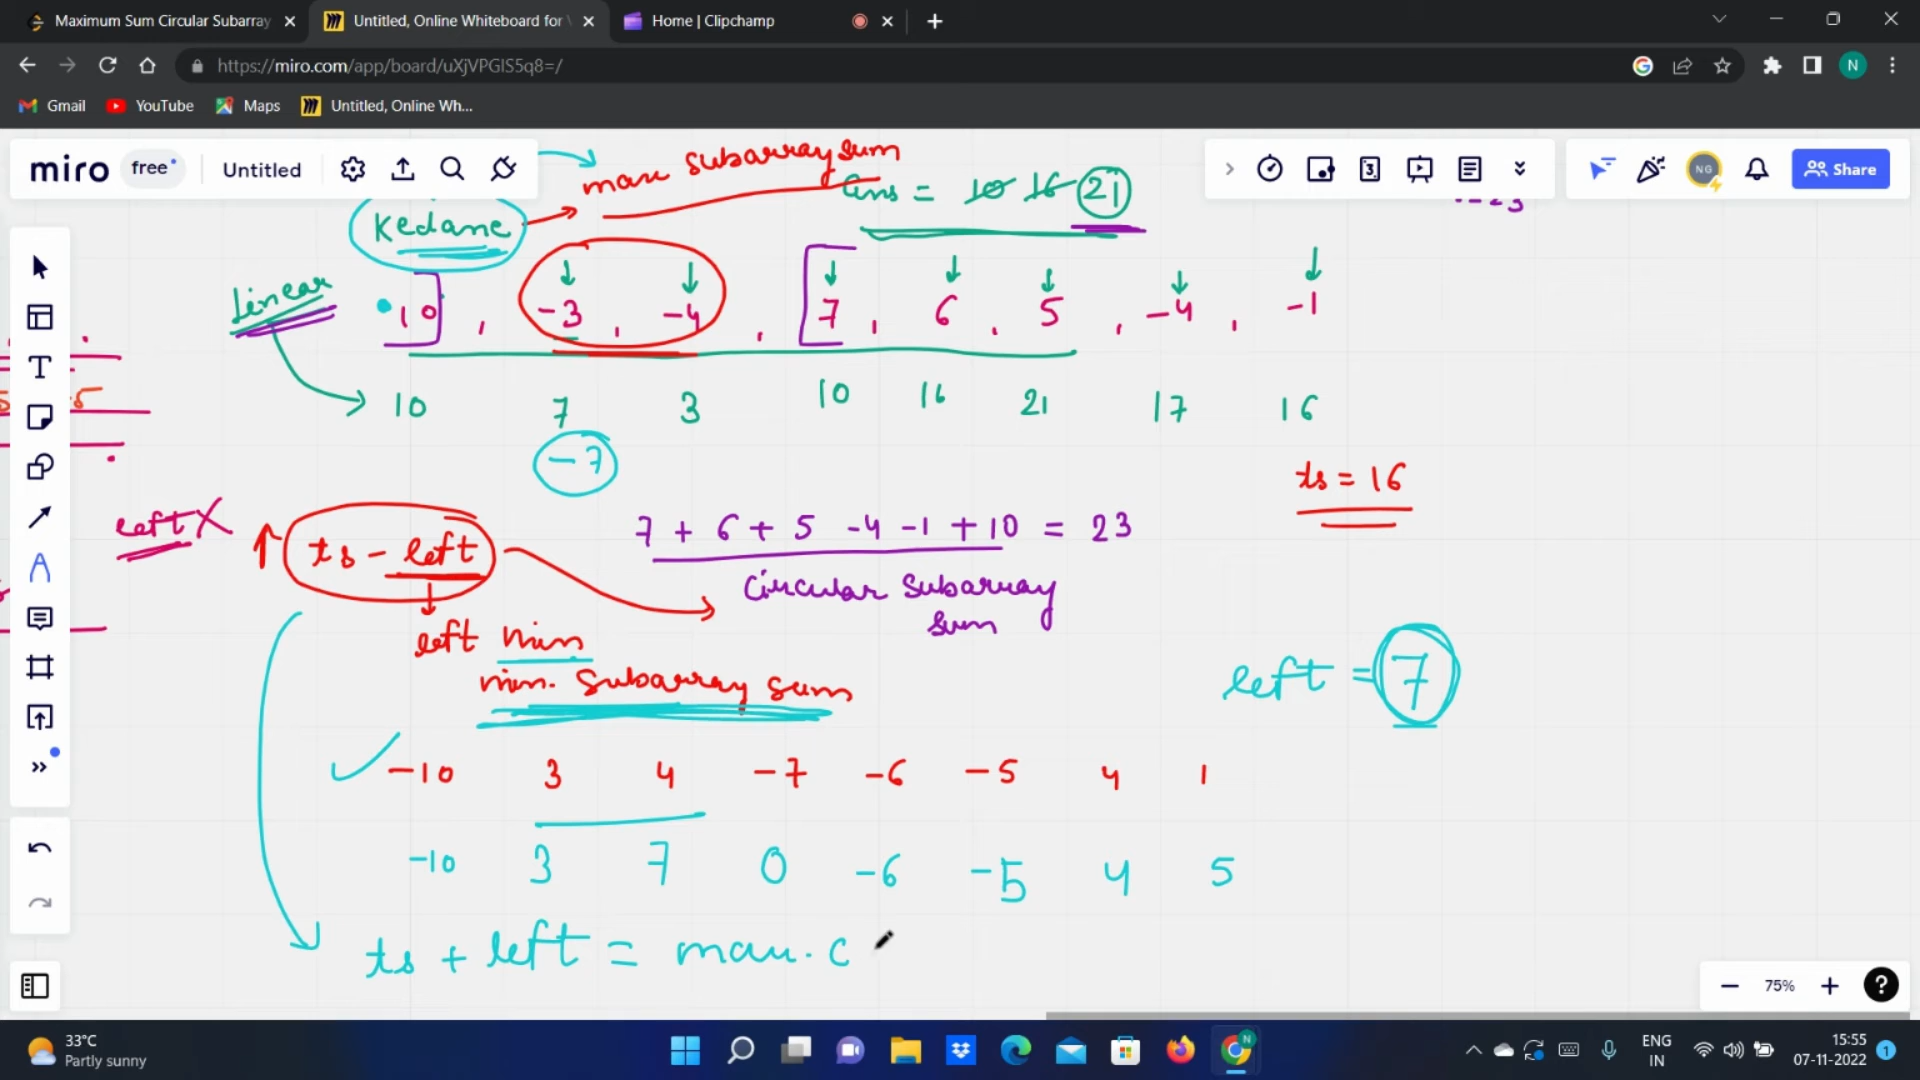 Maximum Sum Circular Subarray
Untitled, Online Whiteboard for
Home | Clipchamp
https://miro.com/app/board/uXjVPGIS5q8=/
N
Gmail
YouTube
Maps
Untitled, Online Wh...
miro
free
Untitled
NG
Share
max subarray sum
ans = 10 16 21
Kedane
linear
10 , -3 , -4 , 7 , 6 , 5 , -4 , -1
10 7 3 10 16 21 17 16
-7
ts = 16
left
ts - left
7 + 6 + 5 -4 -1 +10 = 23
Circular Subarray
Sum
left min
min. Subarray sum
left = 7
-10 3 4 -7 -6 -5 4 1
-10 3 7 0 -6 -5 4 5
ts + left = max. c
75%
33°C
Partly sunny
ENG
IN
15:55
07-11-2022
1